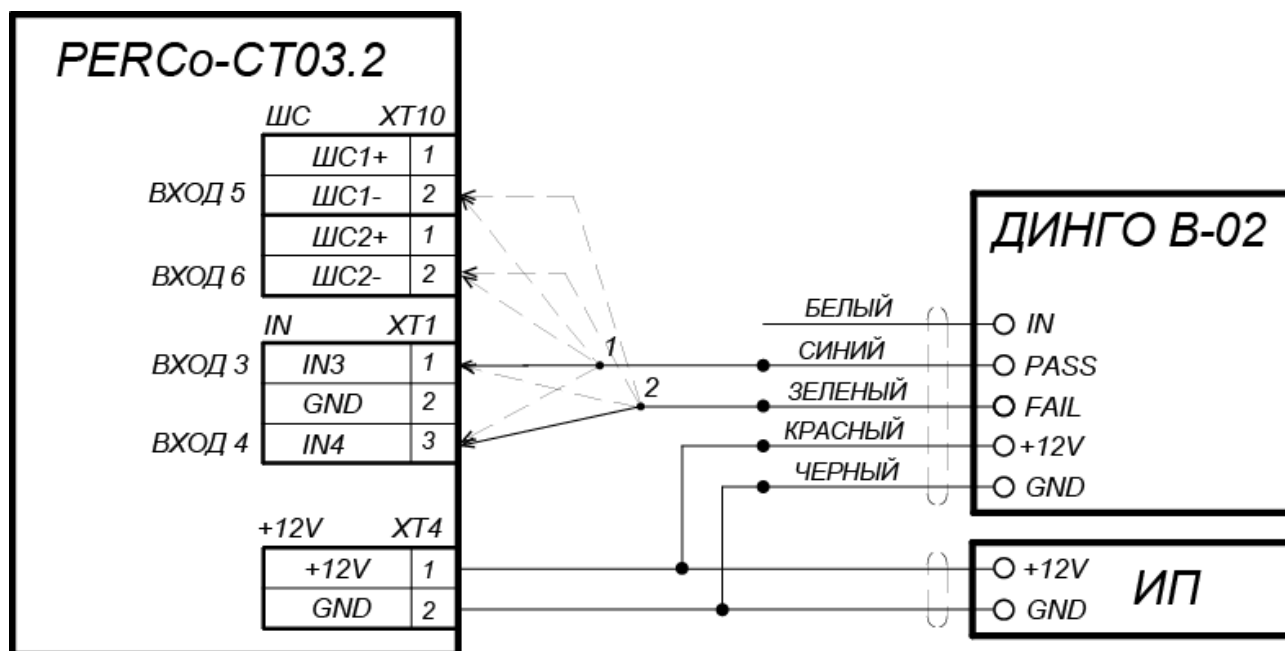 PERCo-CT03.2
ШС XT10
ШС1+ 1
ВХОД 5 ШС1- 2
ШС2+ 1
ВХОД 6 ШС2- 2
IN XT1
ВХОД 3 IN3 1
GND 2
ВХОД 4 IN4 3
+12V XT4
+12V 1
GND 2
1
2
БЕЛЫЙ
СИНИЙ
ЗЕЛЕНЫЙ
КРАСНЫЙ
ЧЕРНЫЙ
ДИНГО В-02
IN
PASS
FAIL
+12V
GND
+12V
GND
ИП